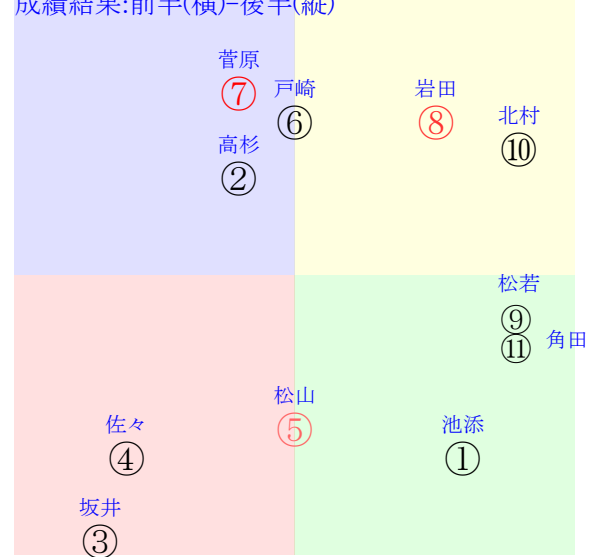 成績結果:前半(横)-後半(縦)
菅原
⑦
戸崎
⑥
岩田
⑧
北村
⑩
高杉
②
松若
⑨
⑪
角田
松山
⑤
佐々
④
池添
①
坂井
③